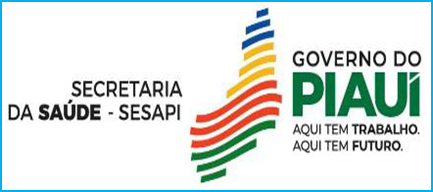 SECRETARIA
DA SAÚDE - SESAPI
GOVERNO DO
PIAUÍ
AQUI TEM TRABALHO.
AQUI TEM FUTURO.